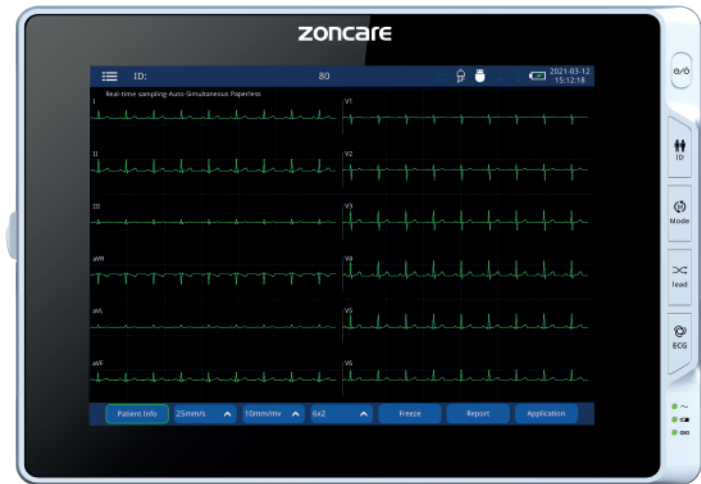 zoncare
ID:
80
2021-03-12
15:12:18
Real-time sampling-Auto-Simultaneous Paperless
I
V1
II
V2
III
V3
aVR
V4
aVL
V5
aVF
V6
Patient Info
25mm/s
10mm/mv
6x2
Freeze
Report
Application
ID
Mode
lead
ECG